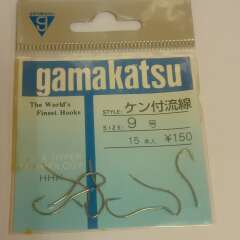 gamakatsu
The World's
Finest Hooks
STYLE: ケン付流線
SIZE: 9 号
15本入 ¥150